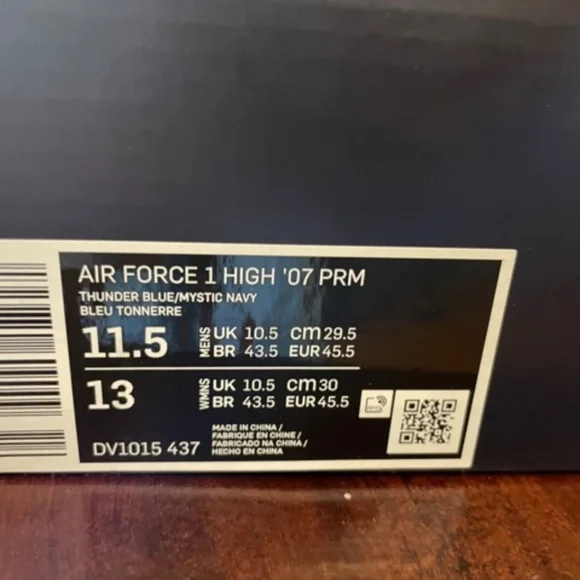 AIR FORCE 1 HIGH '07 PRM
THUNDER BLUE/MYSTIC NAVY
BLEU TONNERRE
11.5 MENS UK 10.5 CM 29.5
BR 43.5 EUR 45.5
13 WMNS UK 10.5 CM 30
BR 43.5 EUR 45.5
DV1015 437
MADE IN CHINA /
FABRIQUE EN CHINE /
FABRICADO NA CHINA /
HECHO EN CHINA